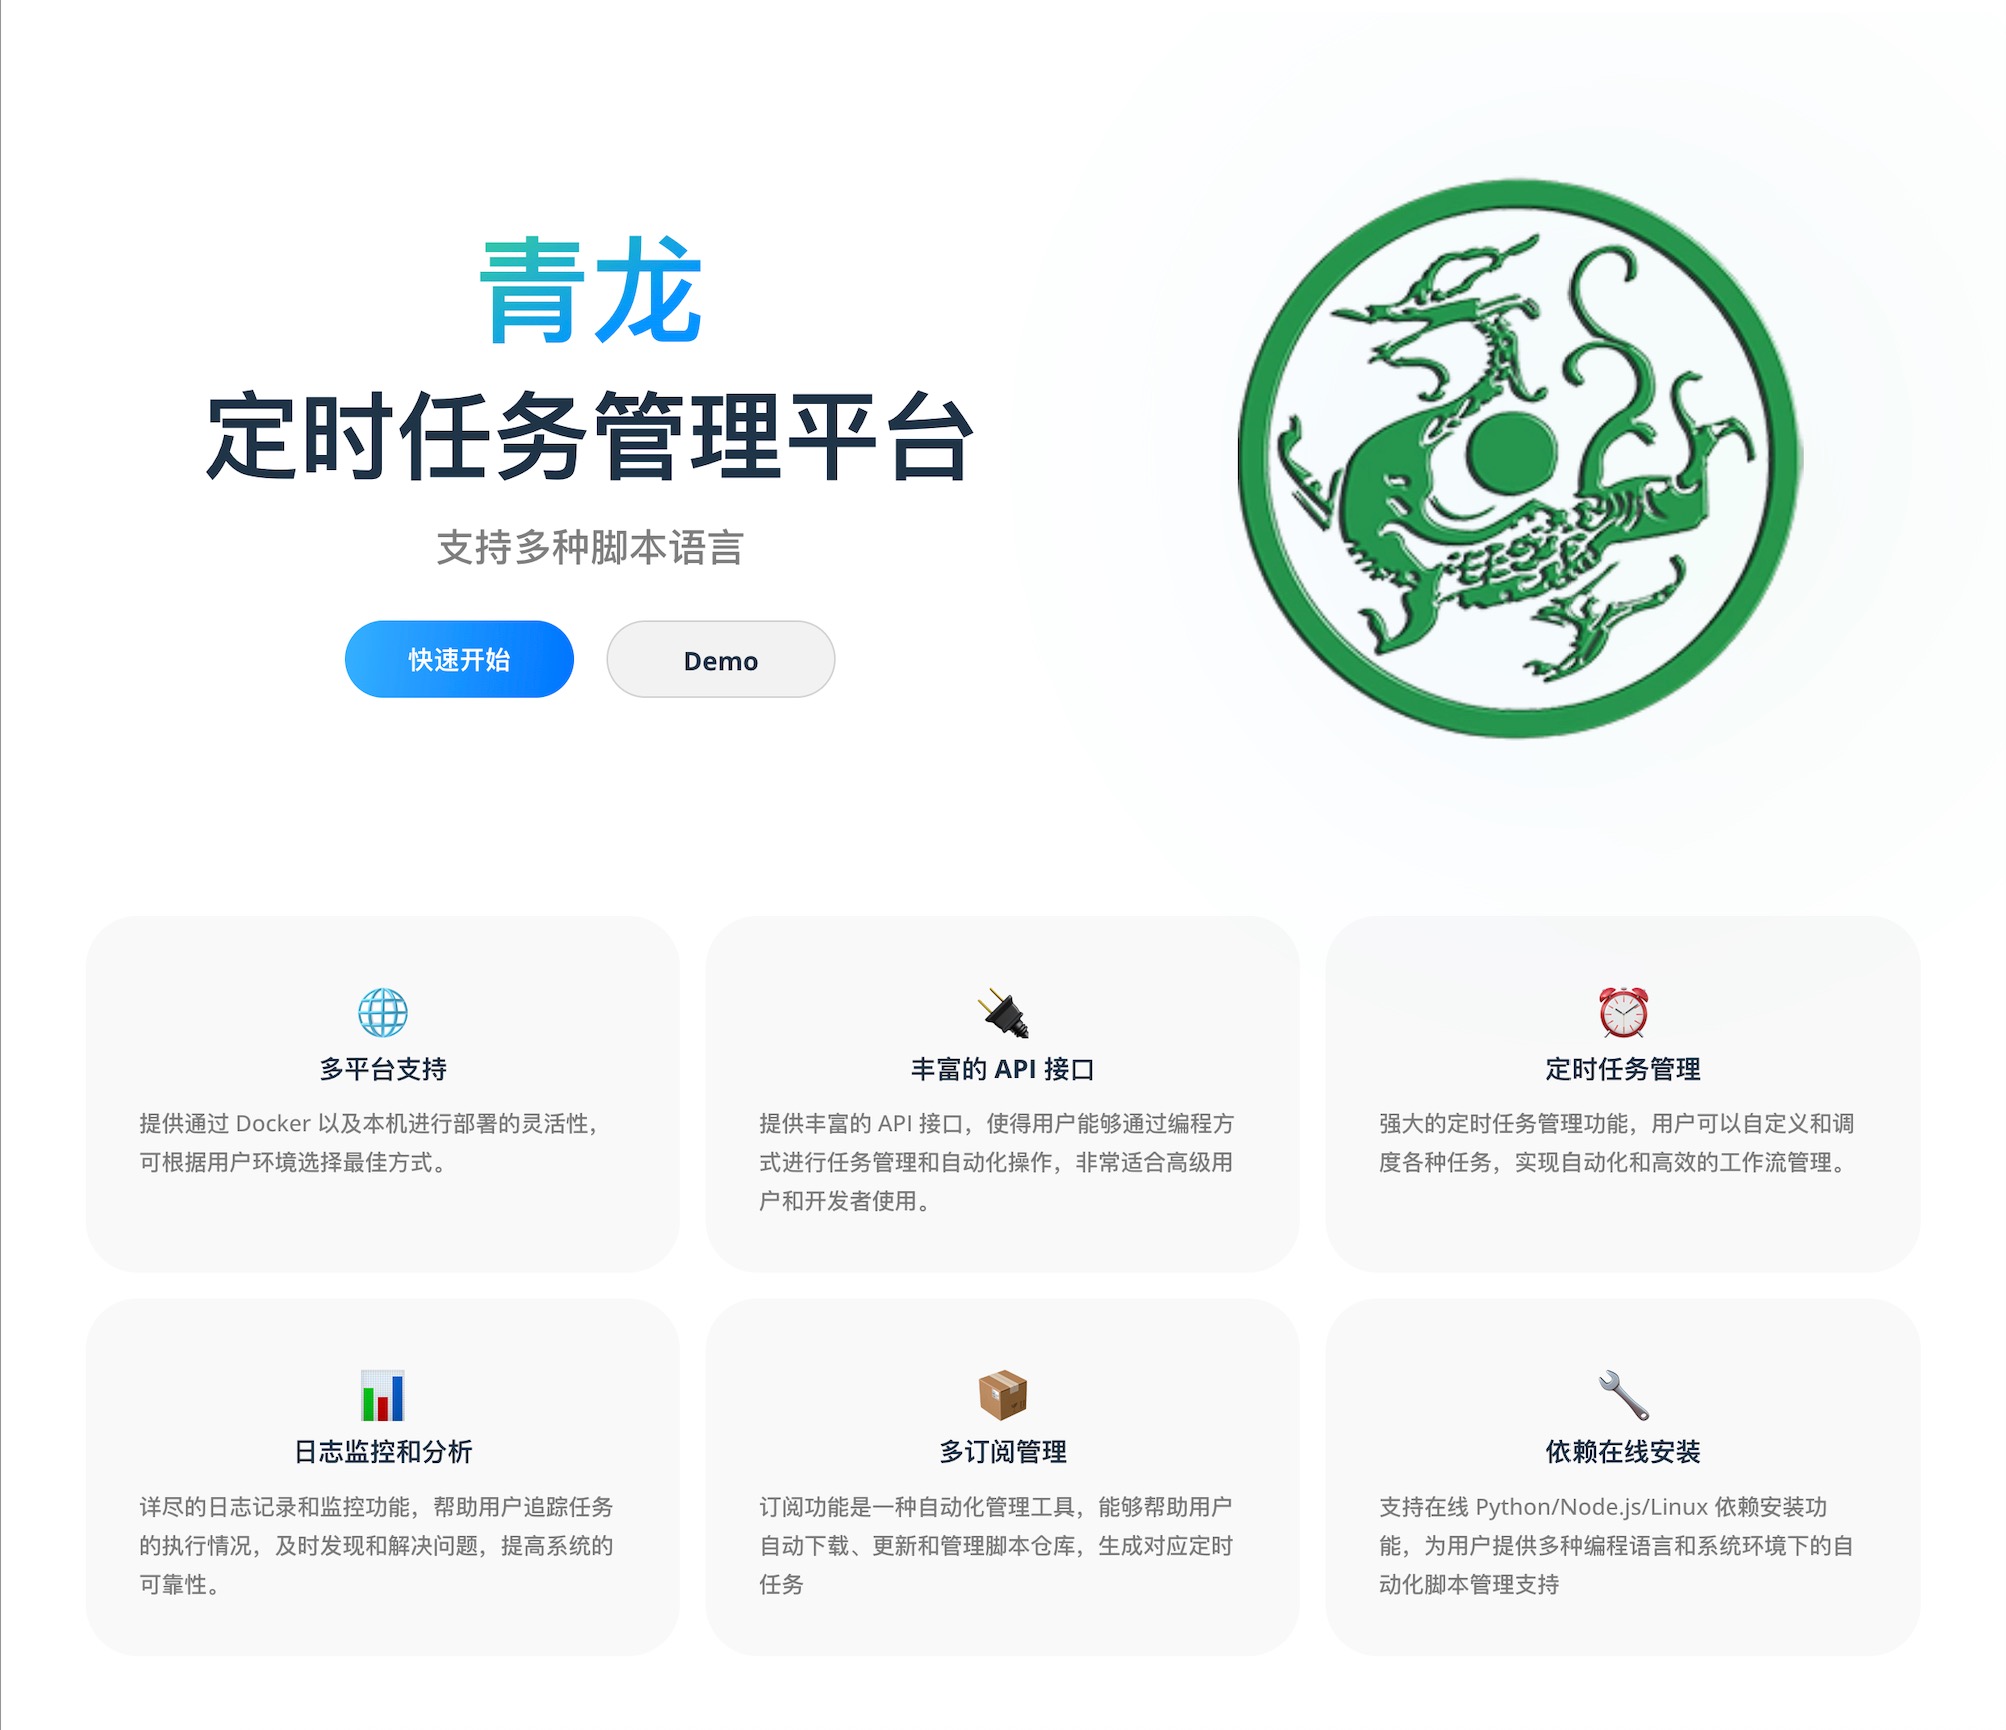 青龙
定时任务管理平台
支持多种脚本语言
快速开始
Demo
多平台支持
提供通过 Docker 以及本机进行部署的灵活性，
可根据用户环境选择最佳方式。
丰富的 API 接口
提供丰富的 API 接口，使得用户能够通过编程方
式进行任务管理和自动化操作，非常适合高级用
户和开发者使用。
定时任务管理
强大的定时任务管理功能，用户可以自定义和调
度各种任务，实现自动化和高效的工作流管理。
日志监控和分析
详尽的日志记录和监控功能，帮助用户追踪任务
的执行情况，及时发现和解决问题，提高系统的
可靠性。
多订阅管理
订阅功能是一种自动化管理工具，能够帮助用户
自动下载、更新和管理脚本仓库，生成对应定时
任务
依赖在线安装
支持在线 Python/Node.js/Linux 依赖安装功
能，为用户提供多种编程语言和系统环境下的自
动化脚本管理支持